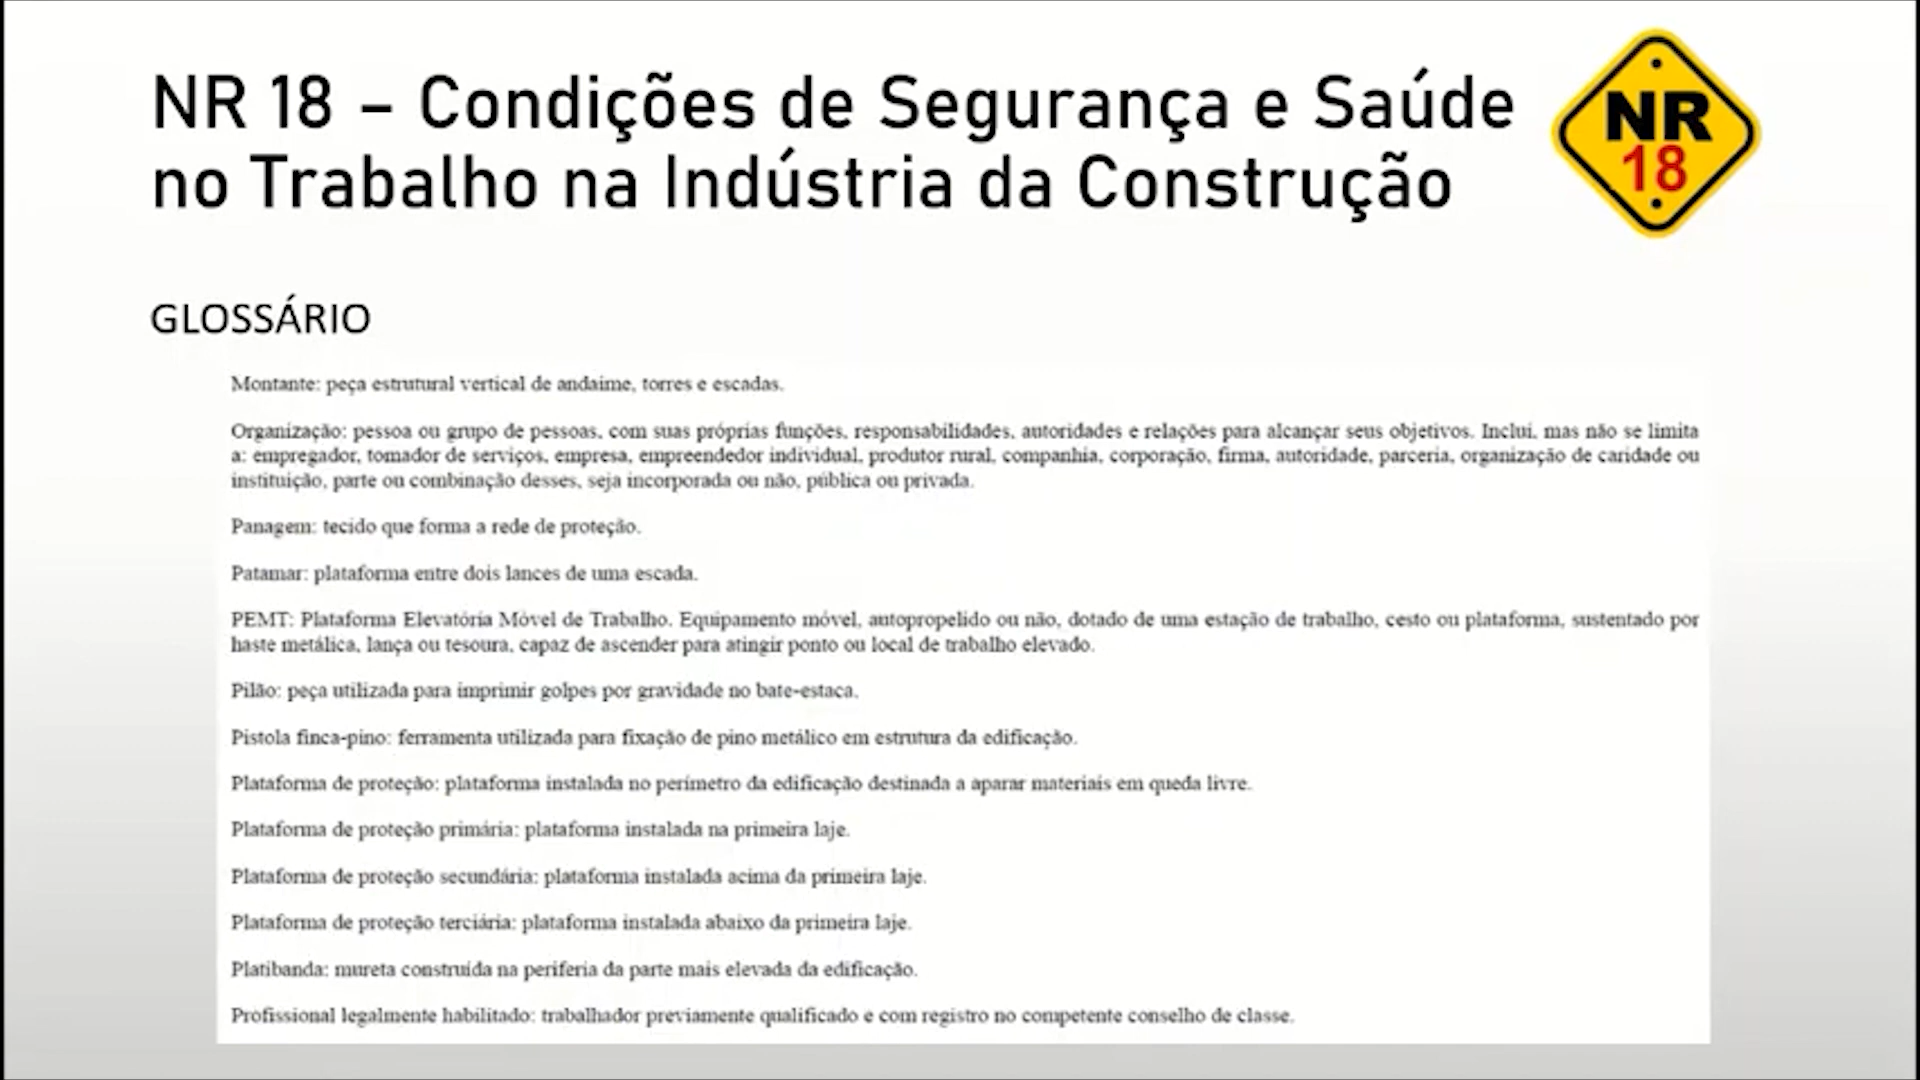 NR 18 – Condições de Segurança e Saúde
no Trabalho na Indústria da Construção
NR
18
GLOSSÁRIO
Montante: peça estrutural vertical de andaime, torres e escadas.
Organização: pessoa ou grupo de pessoas, com suas próprias funções, responsabilidades, autoridades e relações para alcançar seus objetivos. Inclui, mas não se limita
a: empregador, tomador de serviços, empresa, empreendedor individual, produtor rural, companhia, corporação, firma, autoridade, parceria, organização de caridade ou
instituição, parte ou combinação desses, seja incorporada ou não, pública ou privada.
Panagem: tecido que forma a rede de proteção.
Patamar: plataforma entre dois lances de uma escada.
PEMT: Plataforma Elevatória Móvel de Trabalho. Equipamento móvel, autopropelido ou não, dotado de uma estação de trabalho, cesto ou plataforma, sustentado por
haste metálica, lança ou tesoura, capaz de ascender para atingir ponto ou local de trabalho elevado.
Pilão: peça utilizada para imprimir golpes por gravidade no bate-estaca.
Pistola finca-pino: ferramenta utilizada para fixação de pino metálico em estrutura da edificação.
Plataforma de proteção: plataforma instalada no perímetro da edificação destinada a aparar materiais em queda livre.
Plataforma de proteção primária: plataforma instalada na primeira laje.
Plataforma de proteção secundária: plataforma instalada acima da primeira laje.
Plataforma de proteção terciária: plataforma instalada abaixo da primeira laje.
Platibanda: mureta construída na periferia da parte mais elevada da edificação.
Profissional legalmente habilitado: trabalhador previamente qualificado e com registro no competente conselho de classe.